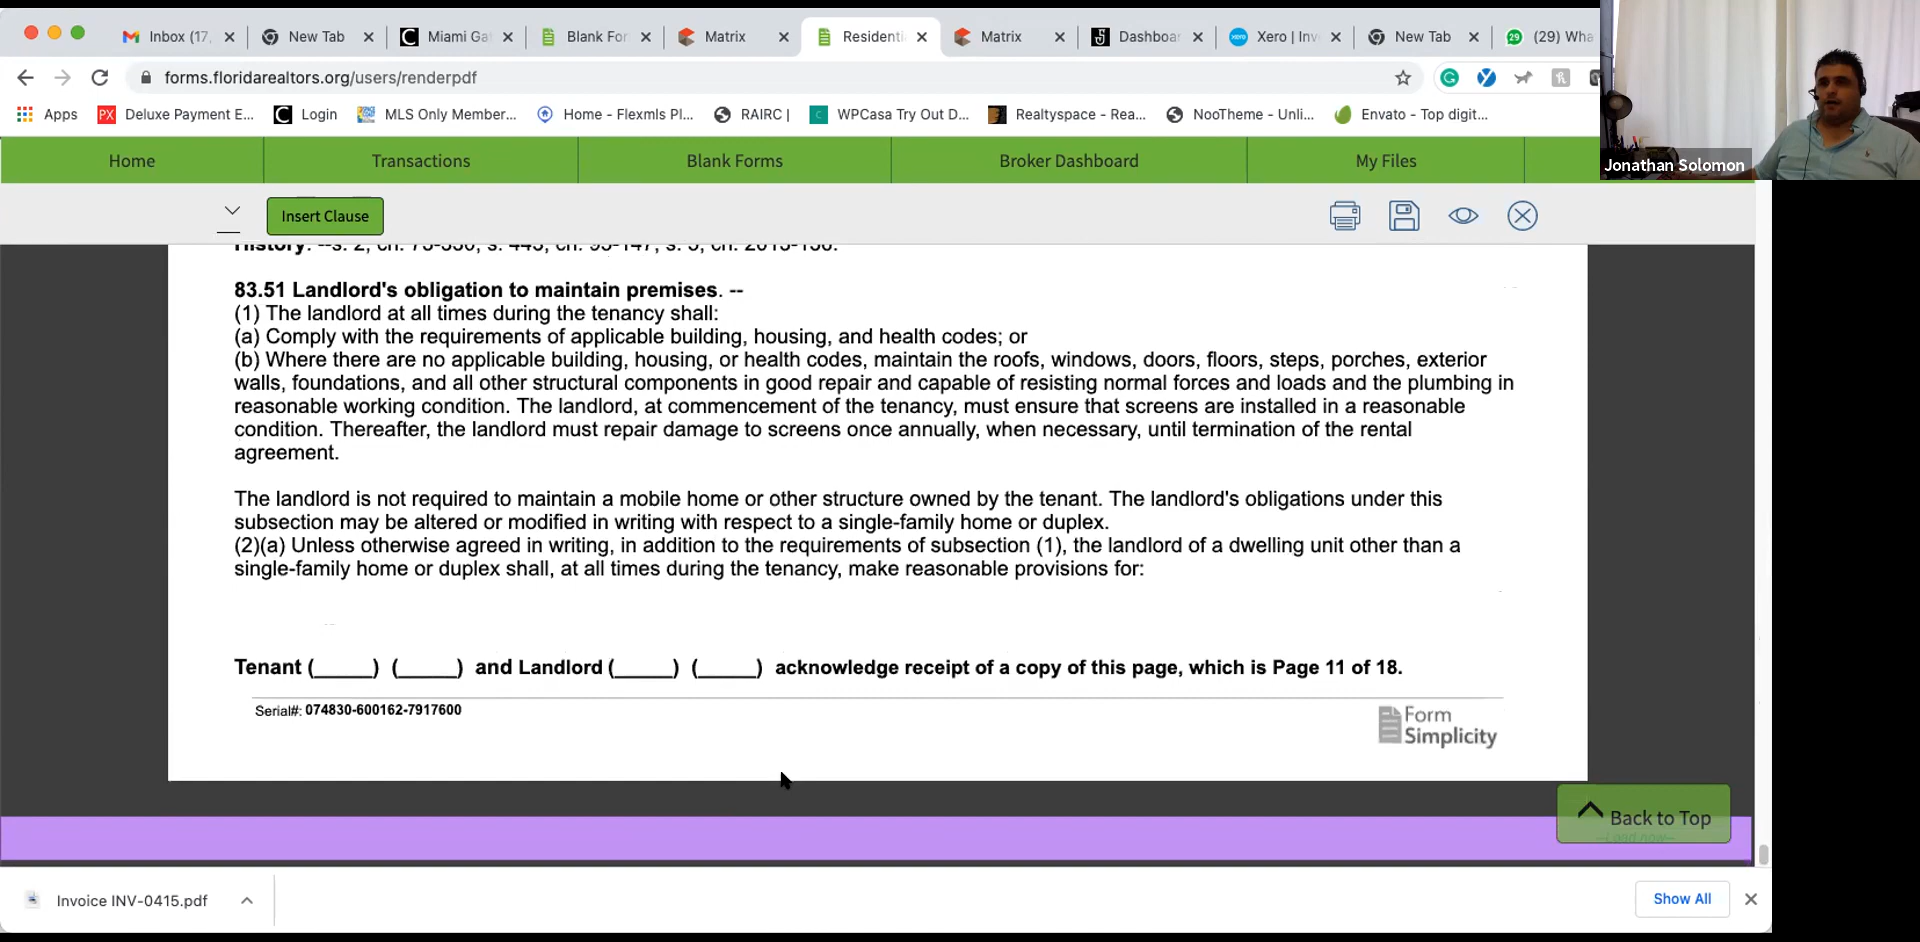 Inbox (17,
New Tab
Miami Ga
Blank For
Matrix
Residenti
Matrix
Dashboar
Xero | Inv
New Tab
(29) Wha
forms.floridarealtors.org/users/renderpdf
Apps
PX Deluxe Payment E...
Login
MLS Only Member...
Home - Flexmls Pl...
RAIRC |
WPCasa Try Out D...
Realtyspace - Rea...
NooTheme - Unli...
Envato - Top digit...
Jonathan Solomon
Home
Transactions
Blank Forms
Broker Dashboard
My Files
Insert Clause
83.51 Landlord's obligation to maintain premises. --
(1) The landlord at all times during the tenancy shall:
(a) Comply with the requirements of applicable building, housing, and health codes; or
(b) Where there are no applicable building, housing, or health codes, maintain the roofs, windows, doors, floors, steps, porches, exterior
walls, foundations, and all other structural components in good repair and capable of resisting normal forces and loads and the plumbing in
reasonable working condition. The landlord, at commencement of the tenancy, must ensure that screens are installed in a reasonable
condition. Thereafter, the landlord must repair damage to screens once annually, when necessary, until termination of the rental
agreement.
The landlord is not required to maintain a mobile home or other structure owned by the tenant. The landlord's obligations under this
subsection may be altered or modified in writing with respect to a single-family home or duplex.
(2)(a) Unless otherwise agreed in writing, in addition to the requirements of subsection (1), the landlord of a dwelling unit other than a
single-family home or duplex shall, at all times during the tenancy, make reasonable provisions for:
Tenant (_____) (_____) and Landlord (_____) (_____) acknowledge receipt of a copy of this page, which is Page 11 of 18.
Serial#: 074830-600162-7917600
Form
Simplicity
Back to Top
Invoice INV-0415.pdf
Show All